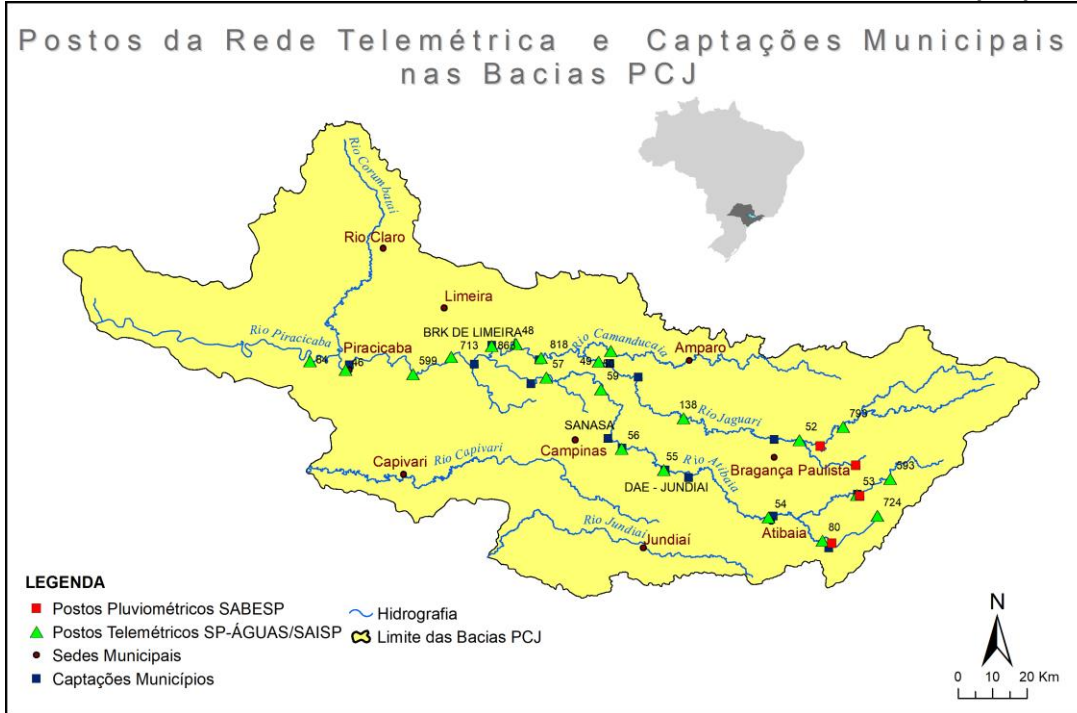 Postos da Rede Telemétrica e Captações Municipais
nas Bacias PCJ
Rio Corumbataí
Rio Claro
Limeira
BRK DE LIMEIRA
48
Rio Piracicaba
Piracicaba
713
866
818
Rio Camanducaia
Amparo
84
46
599
57
49
59
138
Rio Jaguari
52
798
SANASA
Campinas
56
Capivari
Rio Capivari
55
Rio Atibaia
Bragança Paulista
DAE - JUNDIAI
593
53
724
54
Atibaia
80
Rio Jundiaí
Jundiaí
LEGENDA
Postos Pluviométricos SABESP
Postos Telemétricos SP-ÁGUAS/SAISP
Sedes Municipais
Captações Municípios
Hidrografia
Limite das Bacias PCJ
N
0 10 20 Km